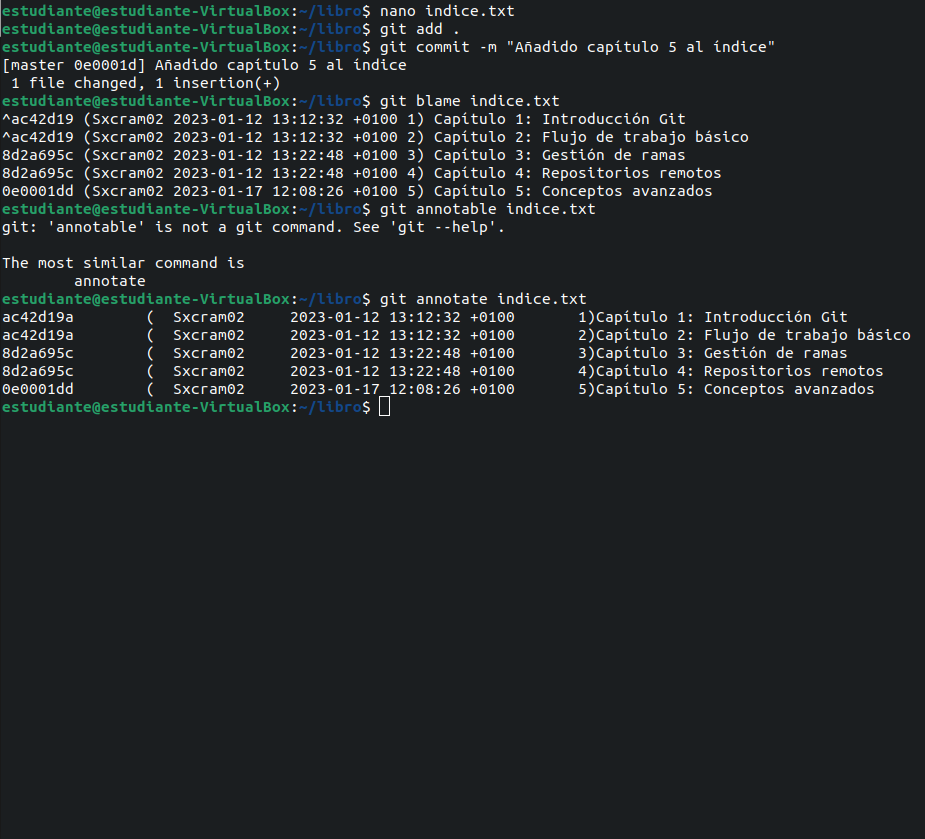 estudiante@estudiante-VirtualBox:~/libro$ nano indice.txt
estudiante@estudiante-VirtualBox:~/libro$ git add .
estudiante@estudiante-VirtualBox:~/libro$ git commit -m "Añadido capítulo 5 al índice"
[master 0e0001d] Añadido capítulo 5 al índice
 1 file changed, 1 insertion(+)
estudiante@estudiante-VirtualBox:~/libro$ git blame indice.txt
^ac42d19 (Sxcram02 2023-01-12 13:12:32 +0100 1) Capítulo 1: Introducción Git
^ac42d19 (Sxcram02 2023-01-12 13:12:32 +0100 2) Capítulo 2: Flujo de trabajo básico
8d2a695c (Sxcram02 2023-01-12 13:22:48 +0100 3) Capítulo 3: Gestión de ramas
8d2a695c (Sxcram02 2023-01-12 13:22:48 +0100 4) Capítulo 4: Repositorios remotos
0e0001dd (Sxcram02 2023-01-17 12:08:26 +0100 5) Capítulo 5: Conceptos avanzados
estudiante@estudiante-VirtualBox:~/libro$ git annotable indice.txt
git: 'annotable' is not a git command. See 'git --help'.

The most similar command is
        annotate
estudiante@estudiante-VirtualBox:~/libro$ git annotate indice.txt
ac42d19a        (  Sxcram02     2023-01-12 13:12:32 +0100       1)Capítulo 1: Introducción Git
ac42d19a        (  Sxcram02     2023-01-12 13:12:32 +0100       2)Capítulo 2: Flujo de trabajo básico
8d2a695c        (  Sxcram02     2023-01-12 13:22:48 +0100       3)Capítulo 3: Gestión de ramas
8d2a695c        (  Sxcram02     2023-01-12 13:22:48 +0100       4)Capítulo 4: Repositorios remotos
0e0001dd        (  Sxcram02     2023-01-17 12:08:26 +0100       5)Capítulo 5: Conceptos avanzados
estudiante@estudiante-VirtualBox:~/libro$